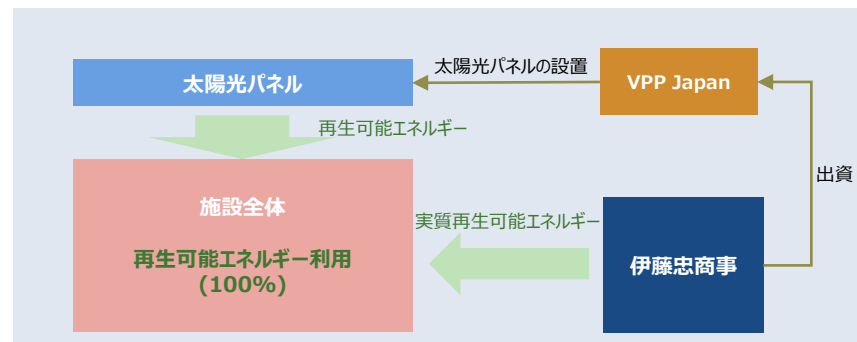 太陽光パネルの設置
太陽光パネル
VPP Japan
再生可能エネルギー
出資
施設全体
実質再生可能エネルギー
再生可能エネルギー利用
(100%)
伊藤忠商事